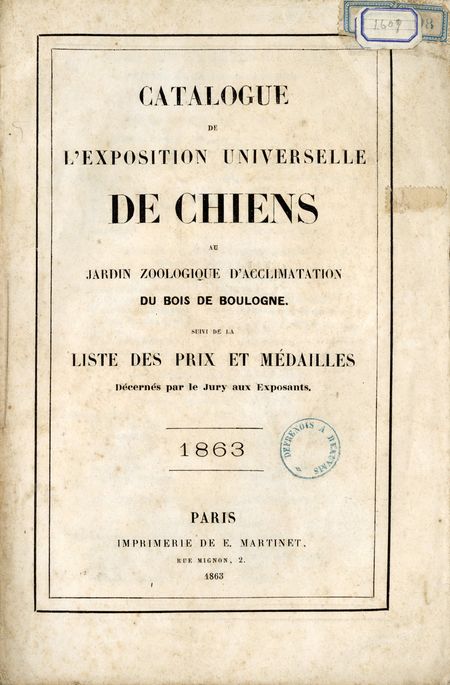 CATALOGUE
DE
L'EXPOSITION UNIVERSELLE
DE CHIENS
AU
JARDIN ZOOLOGIQUE D'ACCLIMATATION
DU BOIS DE BOULOGNE.
SUIVI DE LA
LISTE DES PRIX ET MÉDAILLES
Décernés par le Jury aux Exposants.
1863
PARIS
IMPRIMERIE DE E. MARTINET,
RUE MIGNON, 2.
1863